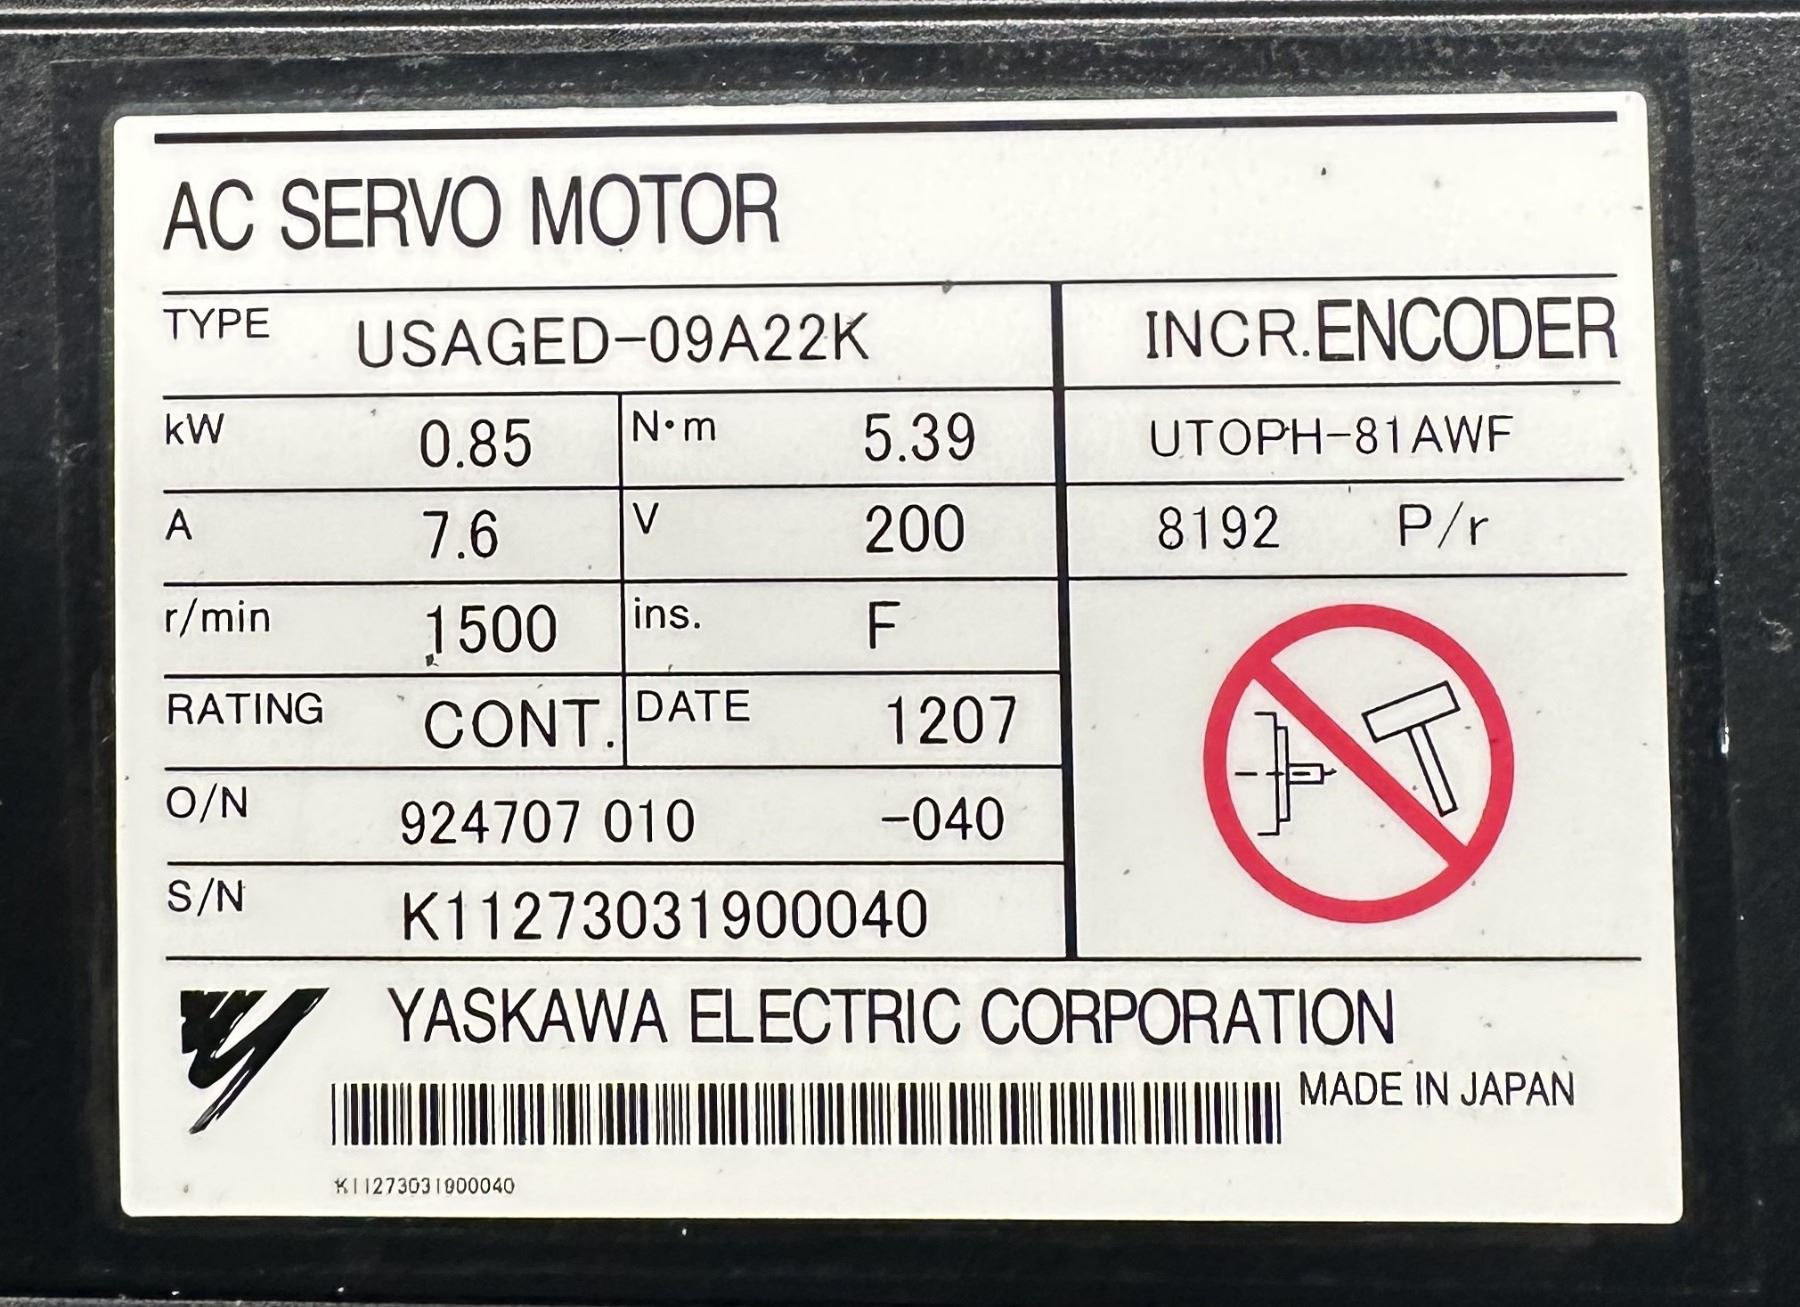 AC SERVO MOTOR
TYPE USAGED-09A22K INCR.ENCODER
kW 0.85 N·m 5.39 UTOPH-81AWF
A 7.6 V 200 8192 P/r
r/min 1500 ins. F
RATING CONT. DATE 1207
O/N 924707 010 -040
S/N K11273031900040
YASKAWA ELECTRIC CORPORATION
MADE IN JAPAN
K11273031900040